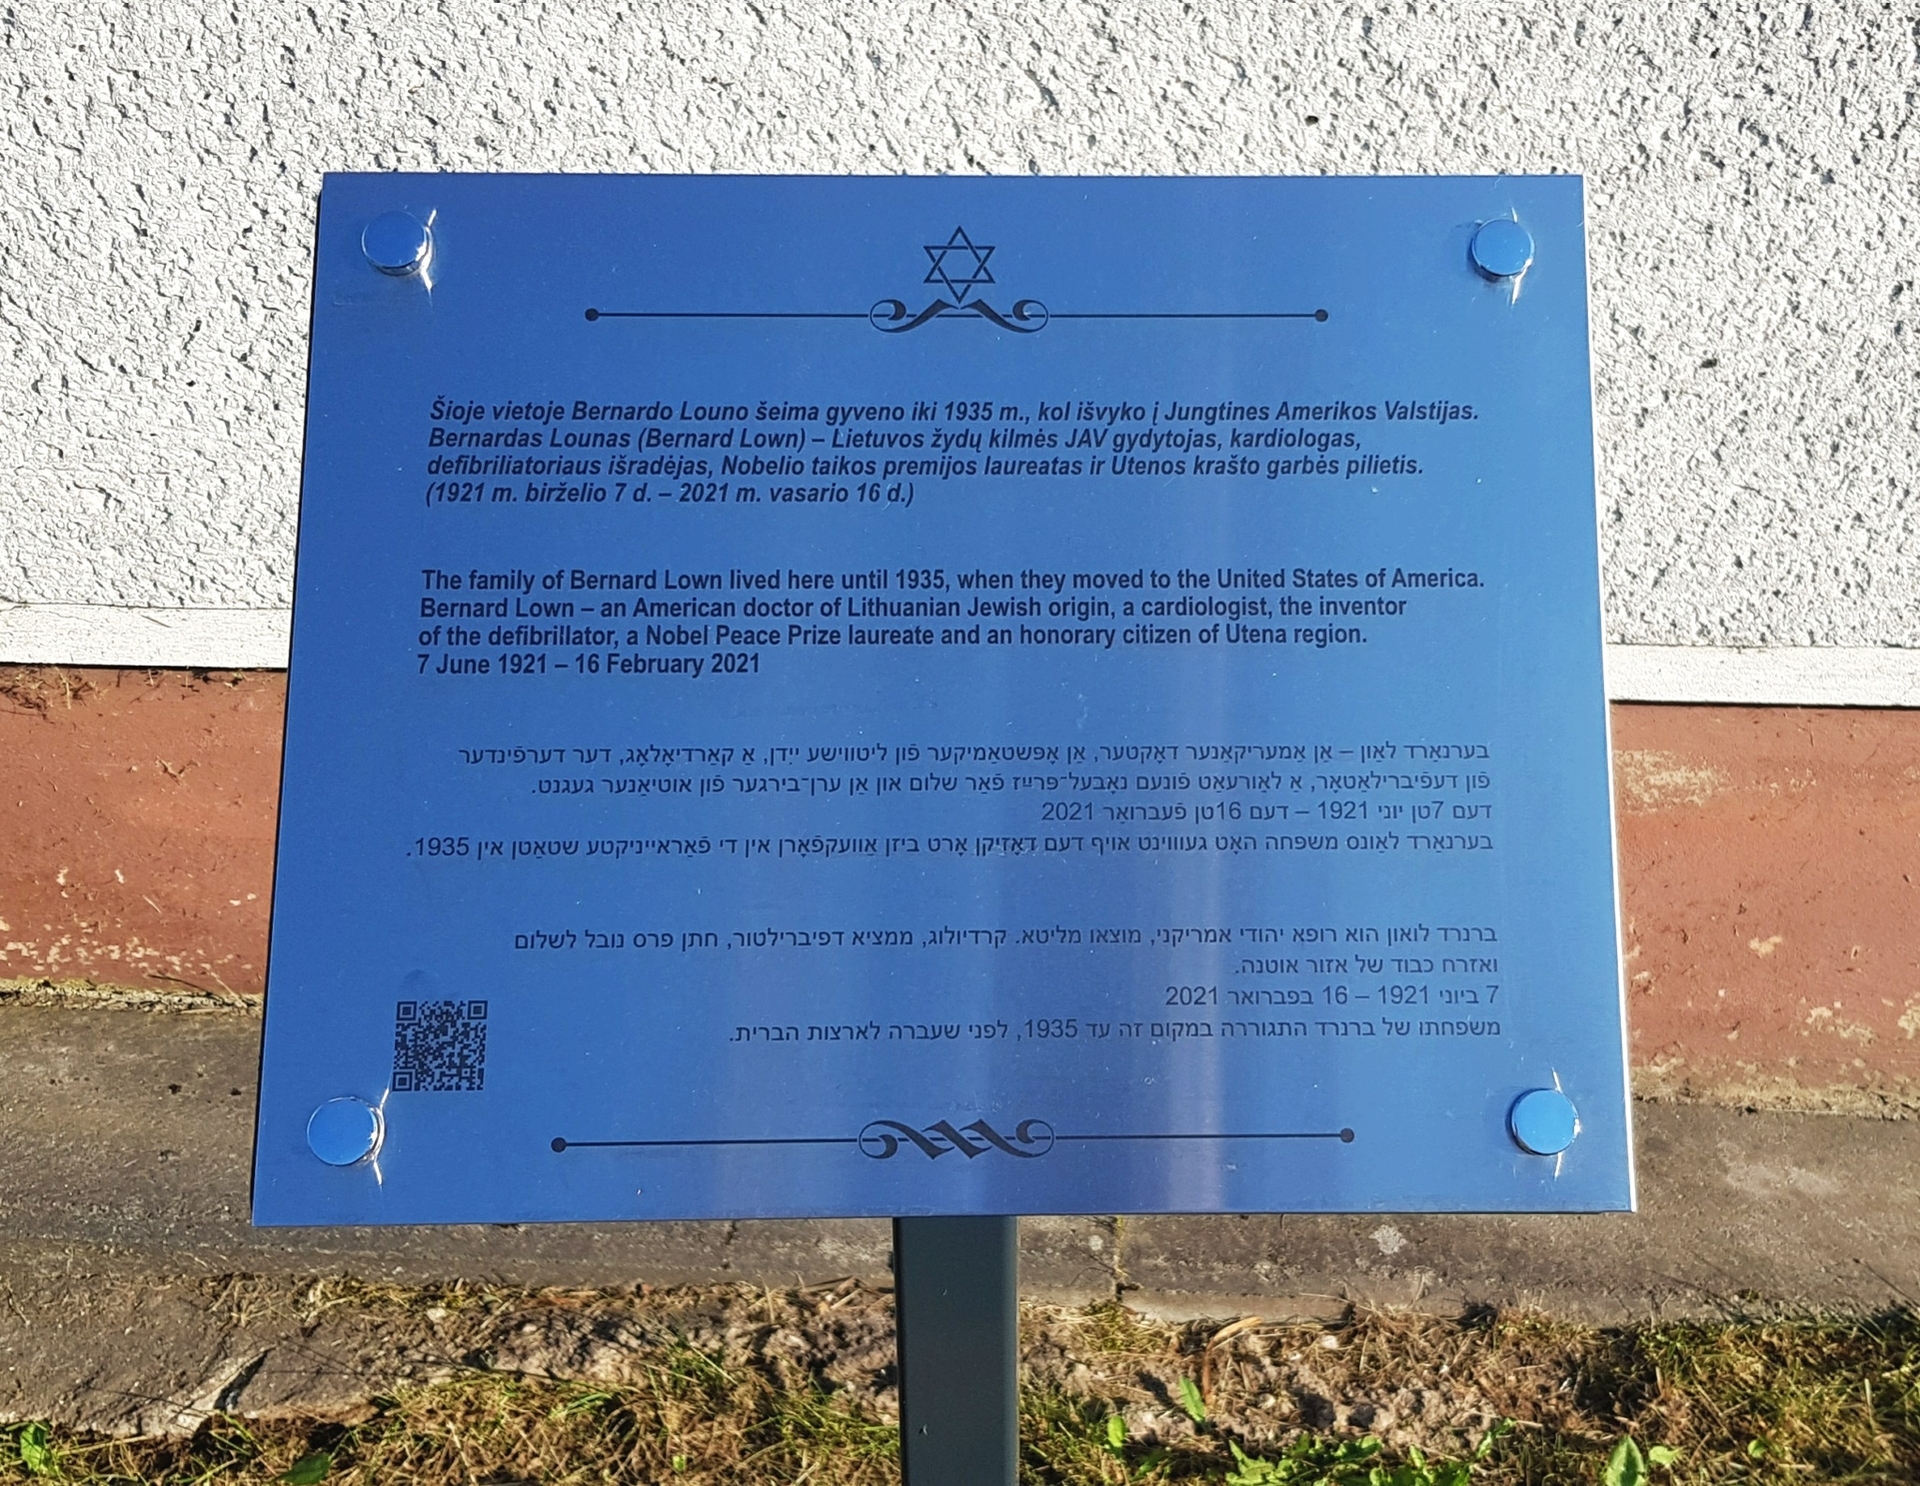 Šioje vietoje Bernardo Louno šeima gyveno iki 1935 m., kol išvyko į Jungtines Amerikos Valstijas.
Bernardas Lounas (Bernard Lown) – Lietuvos žydų kilmės JAV gydytojas, kardiologas,
defibriliatoriaus išradėjas, Nobelio taikos premijos laureatas ir Utenos krašto garbės pilietis.
(1921 m. birželio 7 d. – 2021 m. vasario 16 d.)
The family of Bernard Lown lived here until 1935, when they moved to the United States of America.
Bernard Lown – an American doctor of Lithuanian Jewish origin, a cardiologist, the inventor
of the defibrillator, a Nobel Peace Prize laureate and an honorary citizen of Utena region.
7 June 1921 – 16 February 2021
בערנאַרד לאַון – אַן אַמעריקאַנער דאָקטער, אַן אָפּשטאַמיקער פֿון ליטווישע ייִדן, אַ קאַרדיאָלאָג, דער דערפֿינדער
פֿון דעפֿיברילאַטאָר, אַ לאַורעאַט פֿונעם נאָבעל־פּרײַז פֿאַר שלום און אַן ערן־בירגער פֿון אוטיאַנער געגנט.
דעם 7טן יוני 1921 – דעם 16טן פֿעברואַר 2021
בערנאַרד לאַונס משפּחה האָט געוווינט אויף דעם דאָזיקן אָרט ביזן אַוועקפֿאָרן אין די פֿאַראייניקטע שטאַטן אין 1935.
ברנרד לואון הוא רופא יהודי אמריקני, מוצאו מליטא. קרדיולוג, ממציא דפיברילטור, חתן פרס נובל לשלום
ואזרח כבוד של אזור אוטנה.
7 ביוני 1921 – 16 בפברואר 2021
משפחתו של ברנרד התגוררה במקום זה עד 1935, לפני שעברה לארצות הברית.